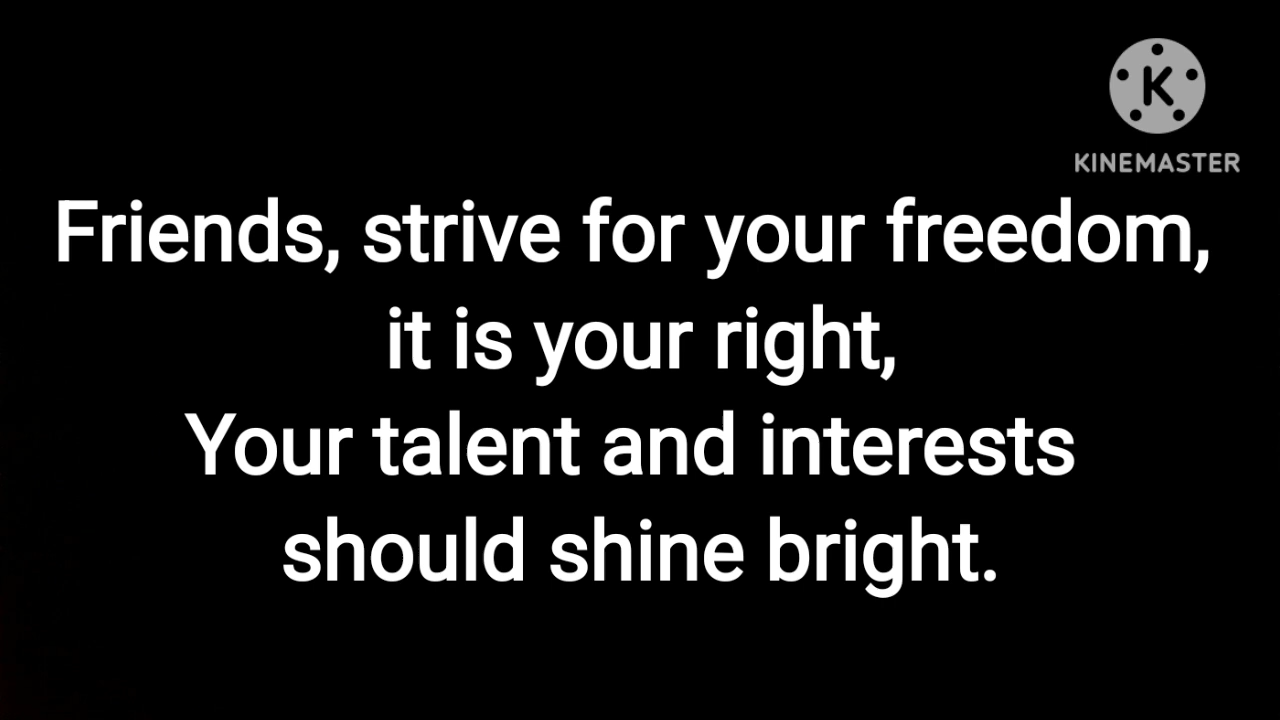 K
KINEMASTER
Friends, strive for your freedom,
it is your right,
Your talent and interests
should shine bright.